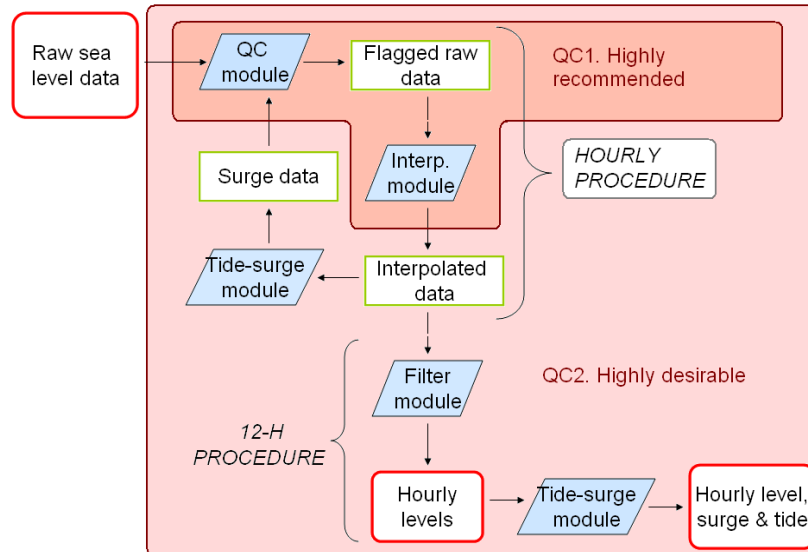 Raw sea
level data
QC
module
Flagged raw
data
QC1. Highly
recommended
Interp.
module
HOURLY
PROCEDURE
Surge data
Tide-surge
module
Interpolated
data
Filter
module
QC2. Highly desirable
12-H
PROCEDURE
Hourly
levels
Tide-surge
module
Hourly level,
surge & tide